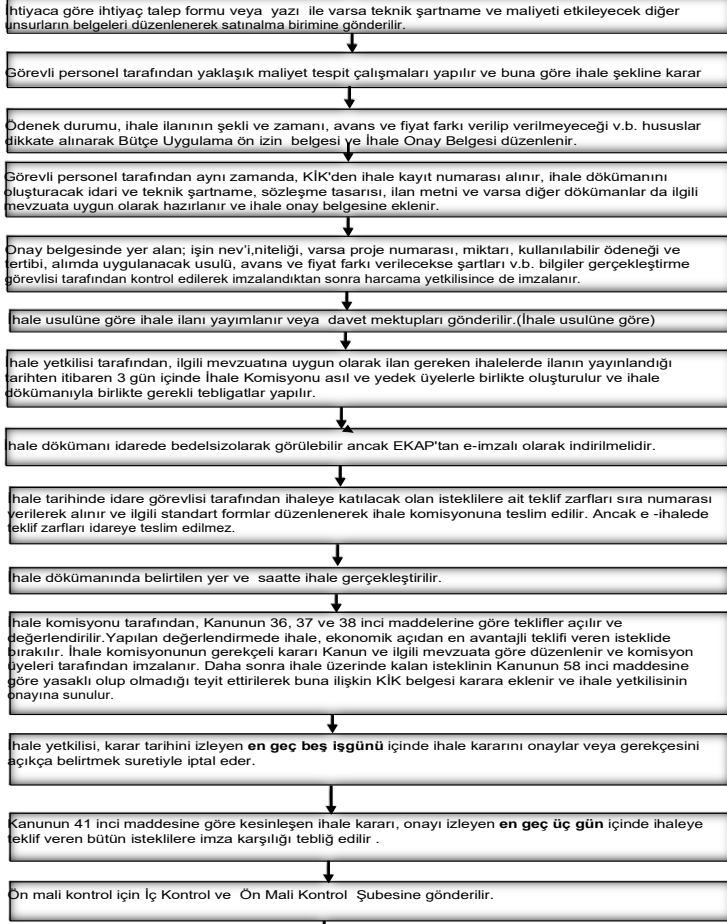 İhtiyaca göre ihtiyaç talep formu veya yazı ile varsa teknik şartname ve maliyeti etkileyecek diğer
unsurların belgeleri düzenlenerek satınalma birimine gönderilir.
Görevli personel tarafından yaklaşık maliyet tespit çalışmaları yapılır ve buna göre ihale şekline karar
Ödenek durumu, ihale ilanının şekli ve zamanı, avans ve fiyat farkı verilip verilmeyeceği v.b. hususlar
dikkate alınarak Bütçe Uygulama ön izin belgesi ve İhale Onay Belgesi düzenlenir.
Görevli personel tarafından aynı zamanda, KİK'den ihale kayıt numarası alınır, ihale dökümanını
oluşturacak idari ve teknik şartname, sözleşme tasarısı, ilan metni ve varsa diğer dökümanlar da ilgili
mevzuata uygun olarak hazırlanır ve ihale onay belgesine eklenir.
Onay belgesinde yer alan; işin nev'i,niteliği, varsa proje numarası, miktarı, kullanılabilir ödeneği ve
tertibi, alımda uygulanacak usulü, avans ve fiyat farkı verilecekse şartları v.b. bilgiler gerçekleştirme
görevlisi tarafından kontrol edilerek imzalandıktan sonra harcama yetkilisince de imzalanır.
İhale usulüne göre ihale ilanı yayımlanır veya davet mektupları gönderilir.(İhale usulüne göre)
İhale yetkilisi tarafından, ilgili mevzuatına uygun olarak ilan gereken ihalelerde ilanın yayınlandığı
tarihten itibaren 3 gün içinde İhale Komisyonu asıl ve yedek üyelerle birlikte oluşturulur ve ihale
dökümanıyla birlikte gerekli tebligatlar yapılır.
İhale dökümanı idarede bedelsizolarak görülebilir ancak EKAP'tan e-imzalı olarak indirilmelidir.
İhale tarihinde idare görevlisi tarafından ihaleye katılacak olan isteklilere ait teklif zarfları sıra numarası
verilerek alınır ve ilgili standart formlar düzenlenerek ihale komisyonuna teslim edilir. Ancak e -ihalede
teklif zarfları idareye teslim edilmez.
İhale dökümanında belirtilen yer ve saatte ihale gerçekleştirilir.
İhale komisyonu tarafından, Kanunun 36, 37 ve 38 inci maddelerine göre teklifler açılır ve
değerlendirilir.Yapılan değerlendirmede ihale, ekonomik açıdan en avantajlı teklifi veren isteklide
bırakılır. İhale komisyonunun gerekçeli kararı Kanun ve ilgili mevzuata göre düzenlenir ve komisyon
üyeleri tarafından imzalanır. Daha sonra ihale üzerinde kalan isteklinin Kanunun 58 inci maddesine
göre yasaklı olup olmadığı teyit ettirilerek buna ilişkin KİK belgesi karara eklenir ve ihale yetkilisinin
onayına sunulur.
İhale yetkilisi, karar tarihini izleyen en geç beş işgünü içinde ihale kararını onaylar veya gerekçesini
açıkça belirtmek suretiyle iptal eder.
Kanunun 41 inci maddesine göre kesinleşen ihale kararı, onayı izleyen en geç üç gün içinde ihaleye
teklif veren bütün isteklilere imza karşılığı tebliğ edilir .
Ön mali kontrol için İç Kontrol ve Ön Mali Kontrol Şubesine gönderilir.